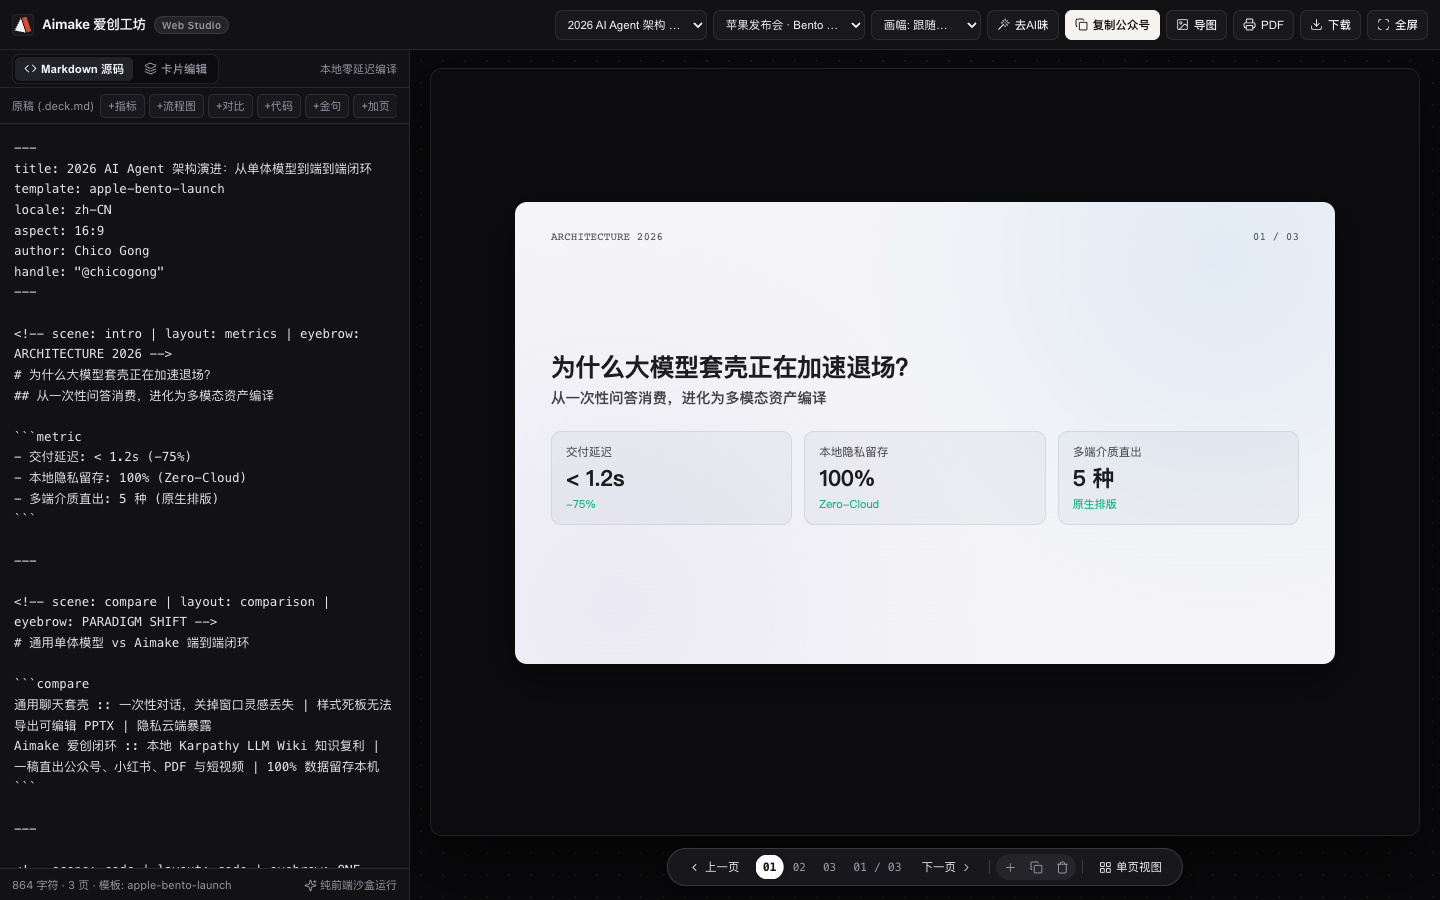 Aimake 爱创工坊
Web Studio
2026 AI Agent 架构 ...
苹果发布会 · Bento ...
画幅: 跟随...
去AI味
复制公众号
导图
PDF
下载
全屏
Markdown 源码
卡片编辑
本地零延迟编译
原稿 (.deck.md)
+指标
+流程图
+对比
+代码
+金句
+加页
---
title: 2026 AI Agent 架构演进：从单体模型到端到端闭环
template: apple-bento-launch
locale: zh-CN
aspect: 16:9
author: Chico Gong
handle: "@chicogong"
---
<!-- scene: intro | layout: metrics | eyebrow:
ARCHITECTURE 2026 -->
# 为什么大模型套壳正在加速退场？
## 从一次性问答消费，进化为多模态资产编译
```metric
- 交付延迟: < 1.2s (-75%)
- 本地隐私留存: 100% (Zero-Cloud)
- 多端介质直出: 5 种 (原生排版)
```
---
<!-- scene: compare | layout: comparison |
eyebrow: PARADIGM SHIFT -->
# 通用单体模型 vs Aimake 端到端闭环
```compare
通用聊天套壳 :: 一次性对话，关掉窗口灵感丢失 | 样式死板无法
导出可编辑 PPTX | 隐私云端暴露
Aimake 爱创闭环 :: 本地 Karpathy LLM Wiki 知识复利 |
一稿直出公众号、小红书、PDF 与短视频 | 100% 数据留存本机
```
---
<!-- scene: code | layout: code | eyebrow: ONE
864 字符 · 3 页 · 模板: apple-bento-launch
纯前端沙盒运行
ARCHITECTURE 2026
01 / 03
为什么大模型套壳正在加速退场？
从一次性问答消费，进化为多模态资产编译
交付延迟
< 1.2s
-75%
本地隐私留存
100%
Zero-Cloud
多端介质直出
5 种
原生排版
上一页
01
02
03
01 / 03
下一页
单页视图